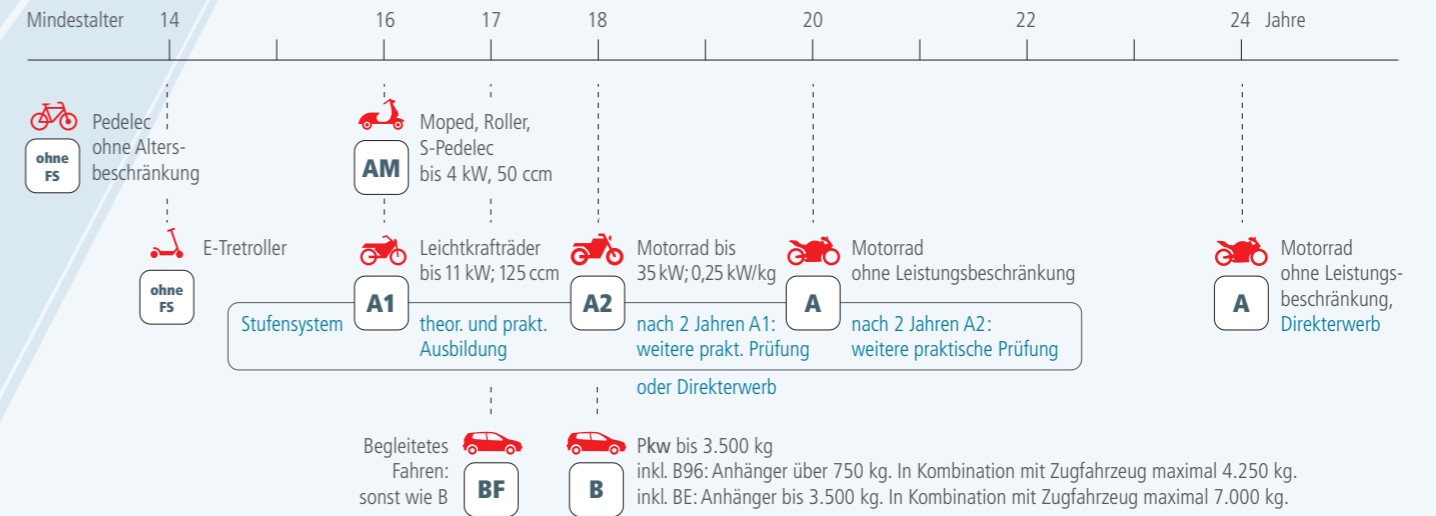 Mindestalter 14 16 17 18 20 22 24 Jahre
Pedelec
ohne Alters-
beschränkung
ohne
FS
Moped, Roller,
S-Pedelec
bis 4 kW, 50 ccm
AM
E-Tretroller
ohne
FS
Leichtkrafträder
bis 11 kW; 125 ccm
A1
Motorrad bis
35 kW; 0,25 kW/kg
A2
Motorrad
ohne Leistungsbeschränkung
A
Motorrad
ohne Leistungs-
beschränkung,
Direkterwerb
A
Stufensystem
theor. und prakt.
Ausbildung
nach 2 Jahren A1:
weitere prakt. Prüfung
oder Direkterwerb
nach 2 Jahren A2:
weitere praktische Prüfung
Begleitetes
Fahren:
sonst wie B
BF
B
Pkw bis 3.500 kg
inkl. B96: Anhänger über 750 kg. In Kombination mit Zugfahrzeug maximal 4.250 kg.
inkl. BE: Anhänger bis 3.500 kg. In Kombination mit Zugfahrzeug maximal 7.000 kg.